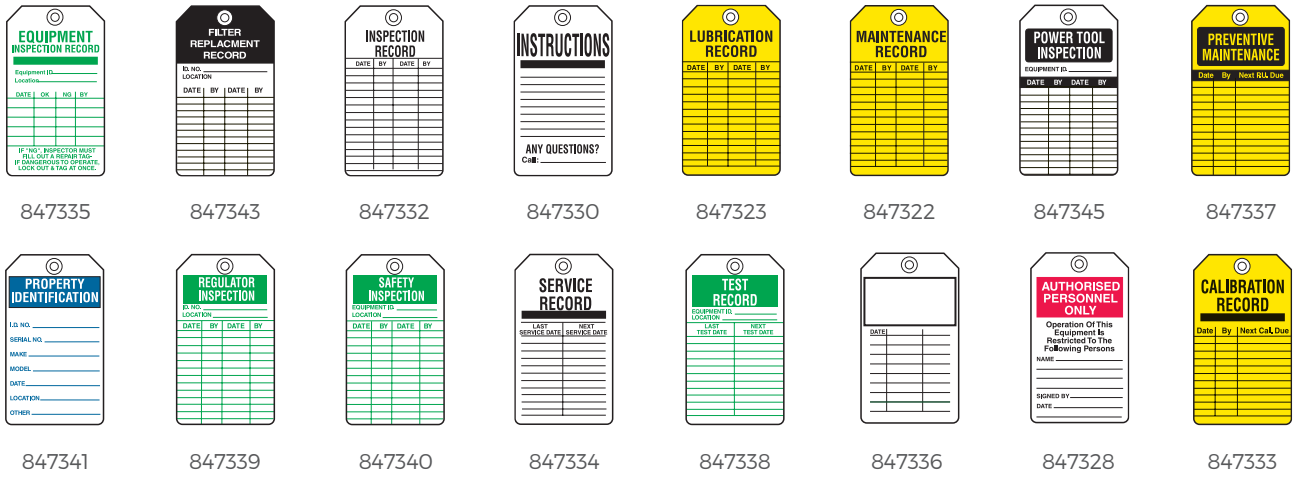 EQUIPMENT
INSPECTION RECORD
Equipment ID.
Location
DATE OK NG BY
IF "NG". INSPECTOR MUST
FILL OUT A REPAIR TAG-
IF DANGEROUS TO OPERATE,
LOCK OUT & TAG AT ONCE.
847335
FILTER
REPLACMENT
RECORD
ID. NO.
LOCATION
DATE BY DATE BY
847343
INSPECTION
RECORD
DATE BY DATE BY
847332
INSTRUCTIONS
ANY QUESTIONS?
Call:
847330
LUBRICATION
RECORD
DATE BY DATE BY
847323
MAINTENANCE
RECORD
DATE BY DATE BY
847322
POWER TOOL
INSPECTION
EQUIPMENT ID.
DATE BY DATE BY
847345
PREVENTIVE
MAINTENANCE
Date By Next P.U. Due
847337
PROPERTY
IDENTIFICATION
I.D. NO.
SERIAL NO.
MAKE
MODEL
DATE
LOCATION
OTHER
847341
REGULATOR
INSPECTION
ID. NO.
LOCATION
DATE BY DATE BY
847339
SAFETY
INSPECTION
EQUIPMENT ID.
LOCATION
DATE BY DATE BY
847340
SERVICE
RECORD
LAST SERVICE DATE NEXT SERVICE DATE
847334
TEST
RECORD
EQUIPMENT ID.
LOCATION
LAST TEST DATE NEXT TEST DATE
847338
DATE
847336
AUTHORISED
PERSONNEL
ONLY
Operation Of This
Equipment Is
Restricted To The
Following Persons
NAME
SIGNED BY
DATE
847328
CALIBRATION
RECORD
Date By Next Cal. Due
847333